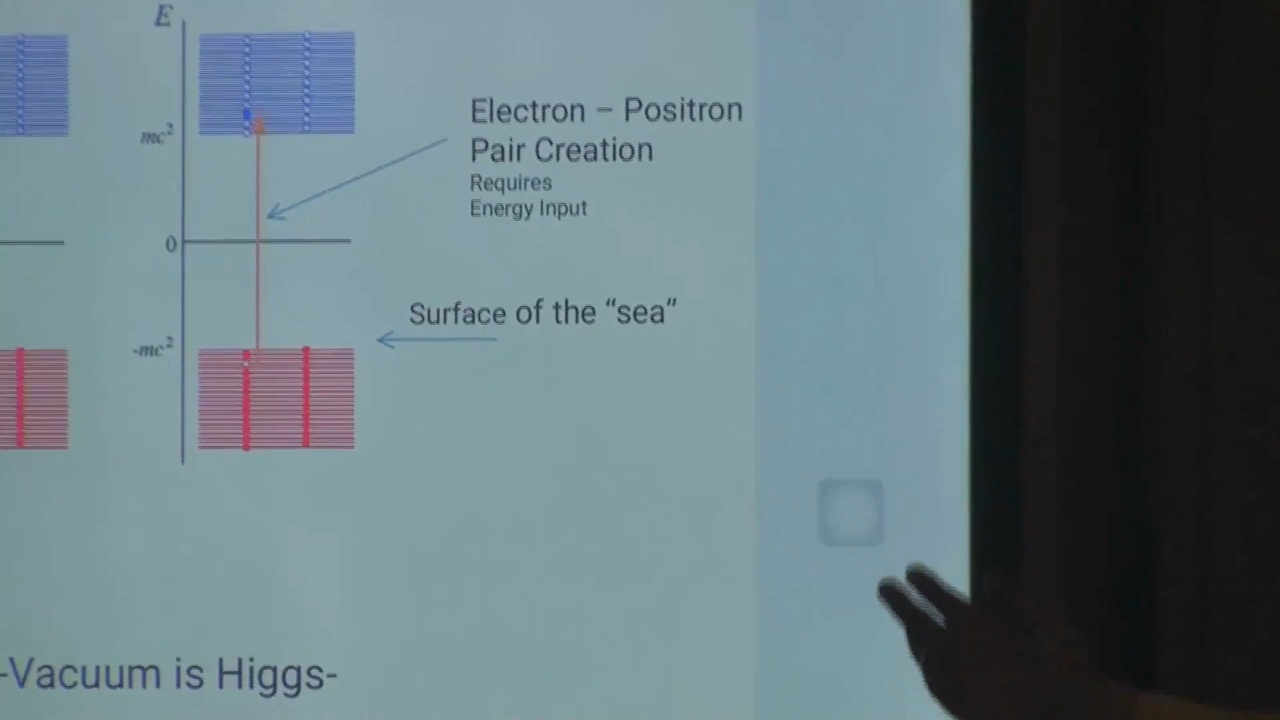 E
mc²
Electron – Positron
Pair Creation
Requires
Energy Input
0
Surface of the “sea”
-mc²
-Vacuum is Higgs-